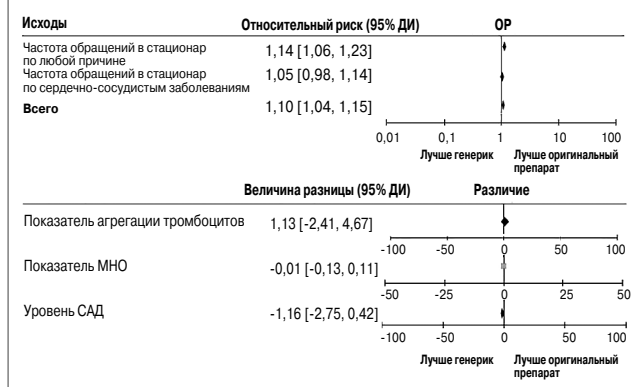 Исходы Относительный риск (95% ДИ) ОР
Частота обращений в стационар
по любой причине
1,14 [1,06, 1,23]
Частота обращений в стационар
по сердечно-сосудистым заболеваниям
1,05 [0,98, 1,14]
Всего 1,10 [1,04, 1,15]
0,01 0,1 1 10 100
Лучше генерик Лучше оригинальный
препарат
Величина разницы (95% ДИ) Различие
Показатель агрегации тромбоцитов 1,13 [-2,41, 4,67]
-100 -50 0 50 100
Показатель МНО -0,01 [-0,13, 0,11]
-50 -25 0 25 50
Уровень САД -1,16 [-2,75, 0,42]
-100 -50 0 50 100
Лучше генерик Лучше оригинальный
препарат